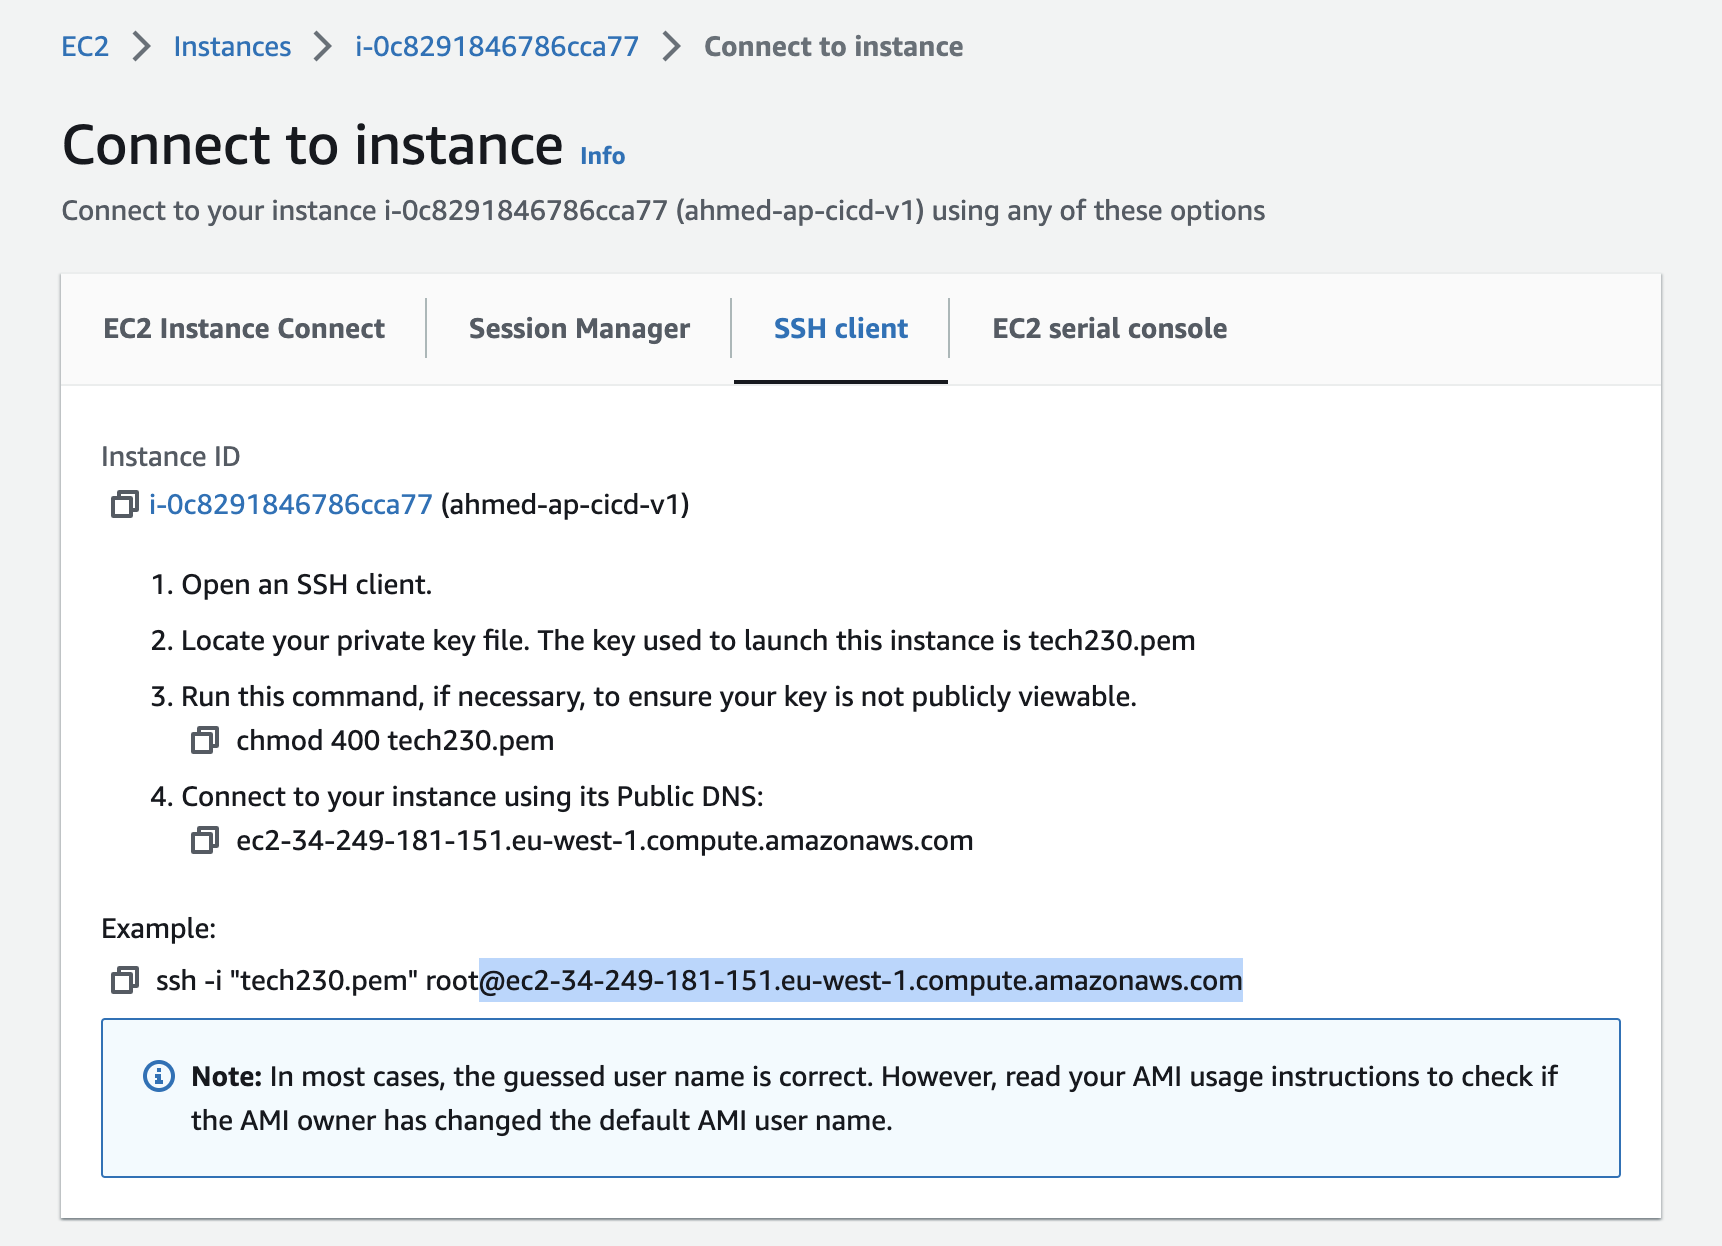 EC2 > Instances > i-0c8291846786cca77 > Connect to instance
Connect to instance Info
Connect to your instance i-0c8291846786cca77 (ahmed-ap-cicd-v1) using any of these options
EC2 Instance Connect Session Manager SSH client EC2 serial console
Instance ID
i-0c8291846786cca77 (ahmed-ap-cicd-v1)
1. Open an SSH client.
2. Locate your private key file. The key used to launch this instance is tech230.pem
3. Run this command, if necessary, to ensure your key is not publicly viewable.
chmod 400 tech230.pem
4. Connect to your instance using its Public DNS:
ec2-34-249-181-151.eu-west-1.compute.amazonaws.com
Example:
ssh -i "tech230.pem" root@ec2-34-249-181-151.eu-west-1.compute.amazonaws.com
Note: In most cases, the guessed user name is correct. However, read your AMI usage instructions to check if
the AMI owner has changed the default AMI user name.